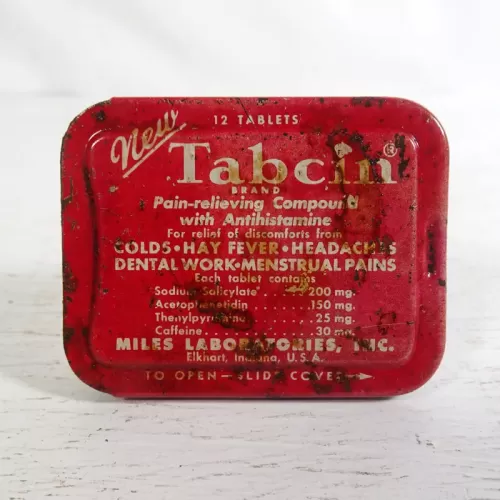 12 TABLETS
New
Tabcin®
BRAND
Pain-relieving Compound
with Antihistamine
For relief of discomforts from
COLDS • HAY FEVER • HEADACHES
DENTAL WORK • MENSTRUAL PAINS
Each tablet contains
Sodium Salicylate . . . . 200 mg.
Acetophenetidin . . . . . 150 mg.
Thenylpyramine . . . . . 25 mg.
Caffeine . . . . . . . . . . 30 mg.
MILES LABORATORIES, INC.
Elkhart, Indiana, U.S.A.
TO OPEN — SLIDE COVER →